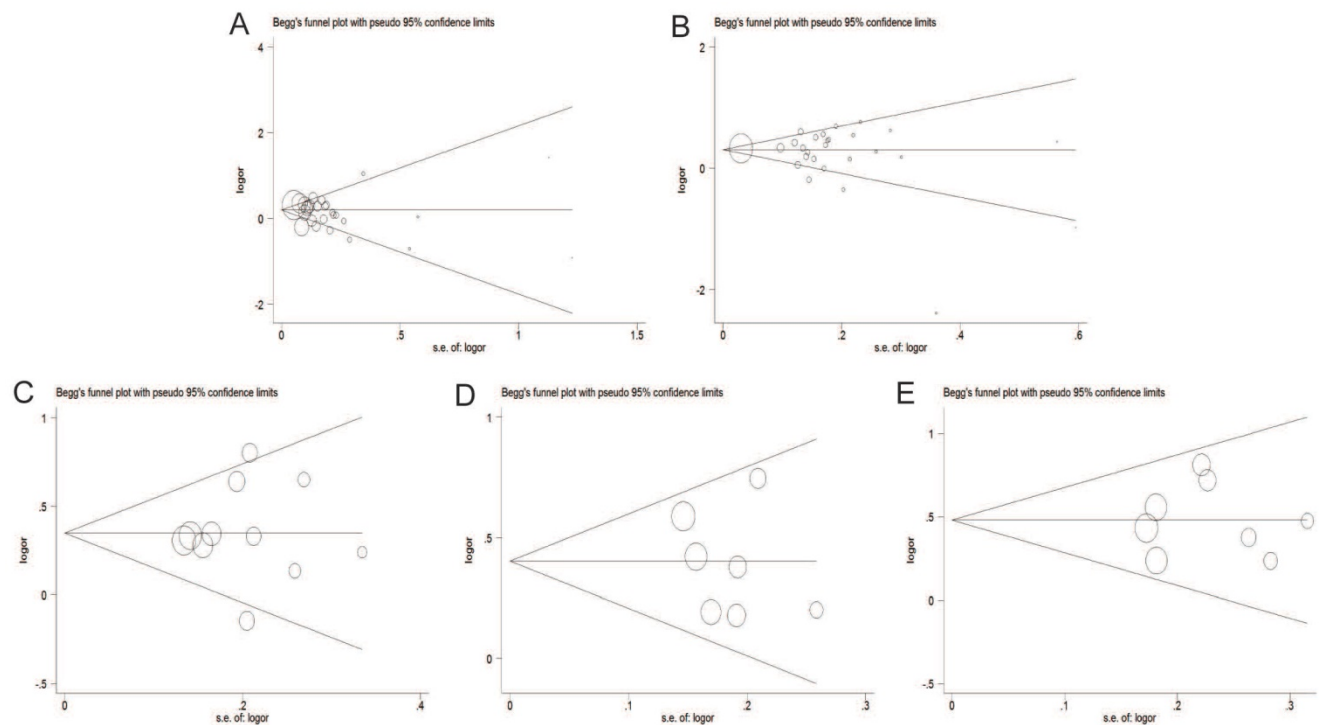 A
Begg's funnel plot with pseudo 95% confidence limits
4
2
0
-2
logor
0
.5
1
1.5
s.e. of: logor
B
Begg's funnel plot with pseudo 95% confidence limits
2
0
-2
logor
0
.2
.4
.6
s.e. of: logor
C
Begg's funnel plot with pseudo 95% confidence limits
1
.5
0
-.5
logor
0
.2
.4
s.e. of: logor
D
Begg's funnel plot with pseudo 95% confidence limits
1
.5
0
logor
0
.1
.2
.3
s.e. of: logor
E
Begg's funnel plot with pseudo 95% confidence limits
1
.5
0
-.5
logor
0
.1
.2
.3
s.e. of: logor